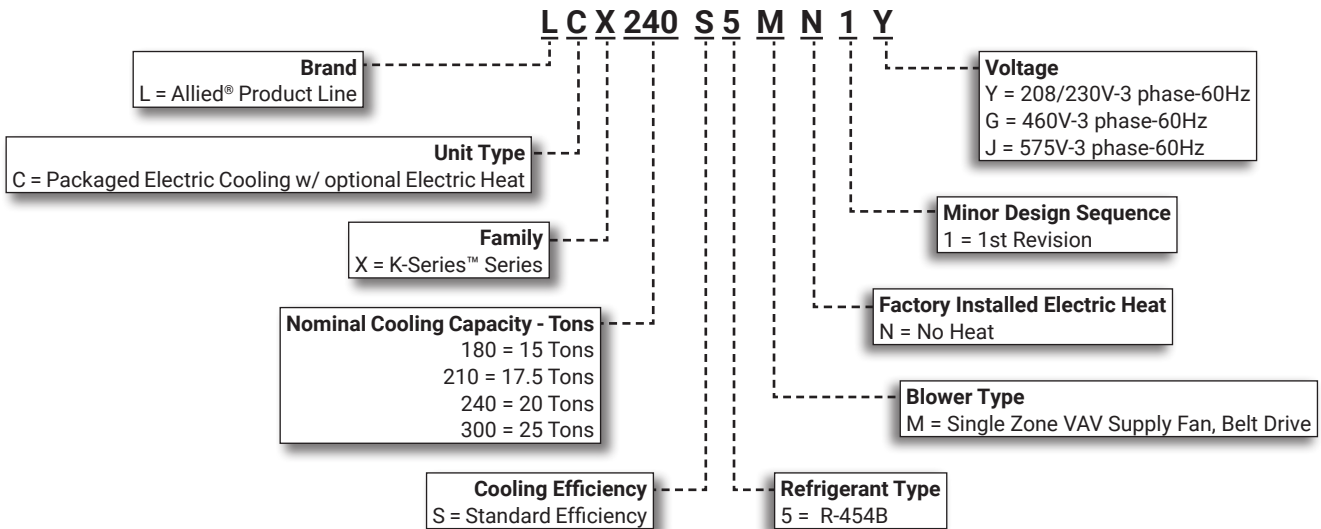 L C X 240 S 5 M N 1 Y
Brand
L = Allied® Product Line
Unit Type
C = Packaged Electric Cooling w/ optional Electric Heat
Family
X = K-Series™ Series
Nominal Cooling Capacity - Tons
180 = 15 Tons
210 = 17.5 Tons
240 = 20 Tons
300 = 25 Tons
Cooling Efficiency
S = Standard Efficiency
Voltage
Y = 208/230V-3 phase-60Hz
G = 460V-3 phase-60Hz
J = 575V-3 phase-60Hz
Minor Design Sequence
1 = 1st Revision
Factory Installed Electric Heat
N = No Heat
Blower Type
M = Single Zone VAV Supply Fan, Belt Drive
Refrigerant Type
5 = R-454B